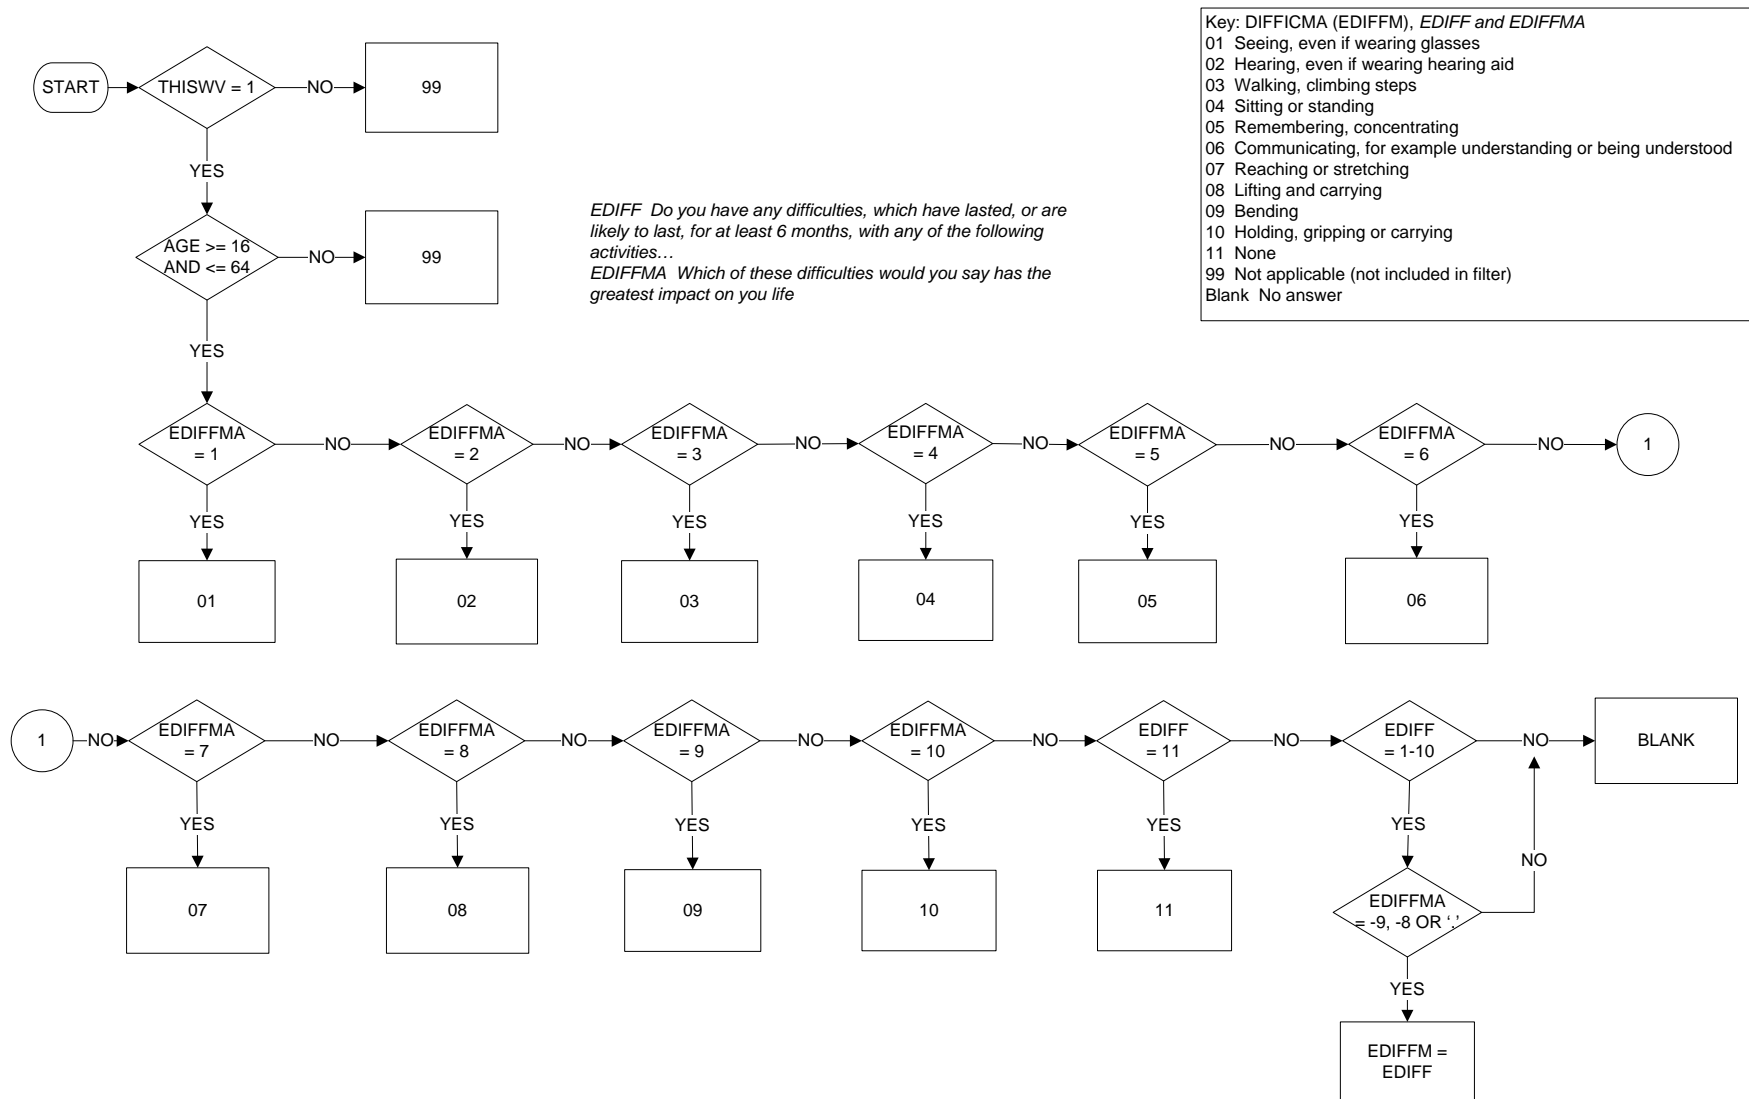 Key: DIFFICMA (EDIFFM), EDIFF and EDIFFMA
01 Seeing, even if wearing glasses
02 Hearing, even if wearing hearing aid
03 Walking, climbing steps
04 Sitting or standing
05 Remembering, concentrating
06 Communicating, for example understanding or being understood
07 Reaching or stretching
08 Lifting and carrying
09 Bending
10 Holding, gripping or carrying
11 None
99 Not applicable (not included in filter)
Blank No answer
START
THISWV = 1
NO
99
YES
AGE >= 16
AND <= 64
NO
99
EDIFF Do you have any difficulties, which have lasted, or are
likely to last, for at least 6 months, with any of the following
activities…
EDIFFMA Which of these difficulties would you say has the
greatest impact on you life
YES
EDIFFMA
= 1
NO
EDIFFMA
= 2
NO
EDIFFMA
= 3
NO
EDIFFMA
= 4
NO
EDIFFMA
= 5
NO
EDIFFMA
= 6
NO
1
YES
YES
YES
YES
YES
YES
01
02
03
04
05
06
1
NO
EDIFFMA
= 7
NO
EDIFFMA
= 8
NO
EDIFFMA
= 9
NO
EDIFFMA
= 10
NO
EDIFF
= 11
NO
EDIFF
= 1-10
NO
BLANK
YES
YES
YES
YES
YES
YES
NO
07
08
09
10
11
EDIFFMA
= -9, -8 OR ‘.’
YES
EDIFFM =
EDIFF